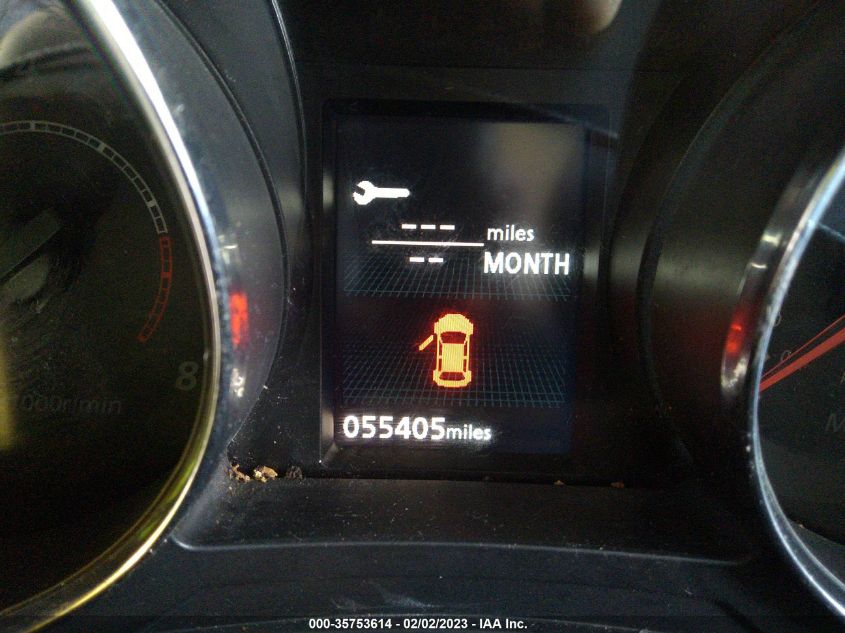 --- miles
-- MONTH
8
000r/min
055405miles
000-35753614 - 02/02/2023 - IAA Inc.